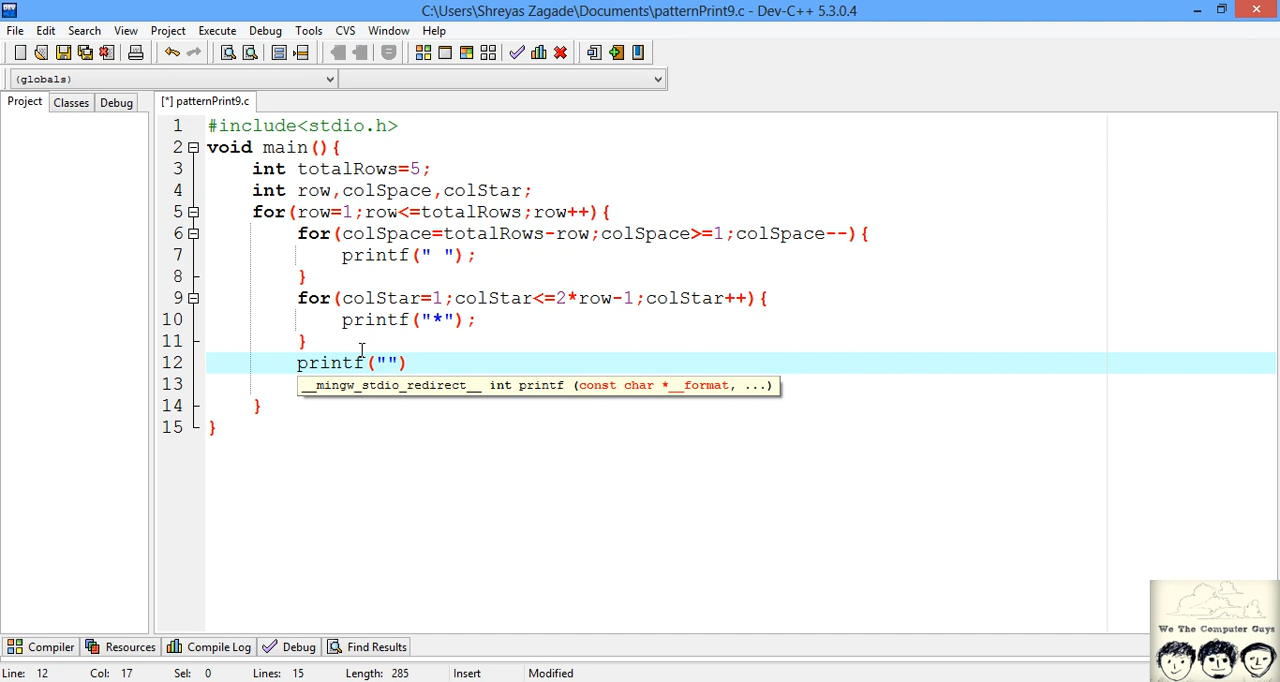 C:\Users\Shreyas Zagade\Documents\patternPrint9.c - Dev-C++ 5.3.0.4
File Edit Search View Project Execute Debug Tools CVS Window Help
(globals)
Project Classes Debug [*] patternPrint9.c
1 #include<stdio.h>
2 void main(){
3 int totalRows=5;
4 int row,colSpace,colStar;
5 for(row=1;row<=totalRows;row++){
6 for(colSpace=totalRows-row;colSpace>=1;colSpace--){
7 printf(" ");
8 }
9 for(colStar=1;colStar<=2*row-1;colStar++){
10 printf("*");
11 }
12 printf("")
13 __mingw_stdio_redirect__ int printf (const char *__format, ...)
14 }
15 }
We The Computer Guys
Compiler Resources Compile Log Debug Find Results
Line: 12 Col: 17 Sel: 0 Lines: 15 Length: 285 Insert Modified